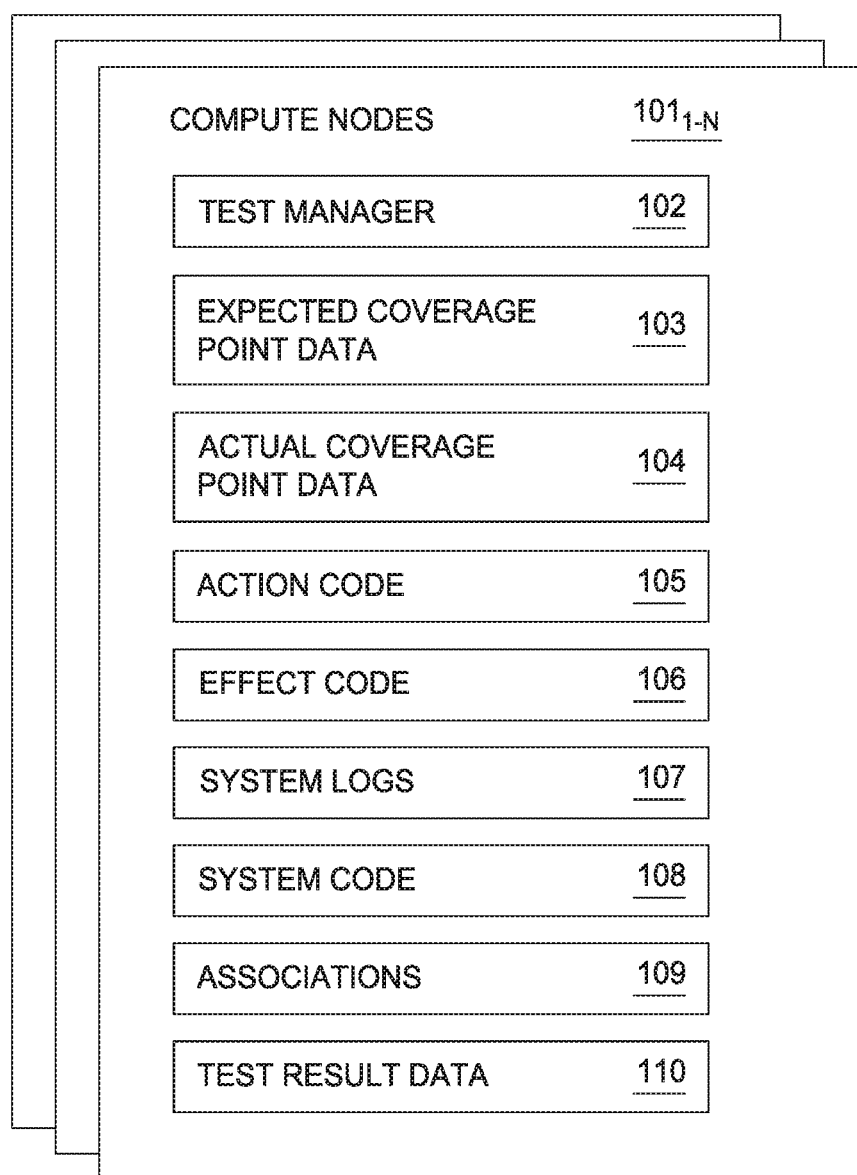 COMPUTE NODES 101₁₋N
TEST MANAGER 102
EXPECTED COVERAGE
POINT DATA 103
ACTUAL COVERAGE
POINT DATA 104
ACTION CODE 105
EFFECT CODE 106
SYSTEM LOGS 107
SYSTEM CODE 108
ASSOCIATIONS 109
TEST RESULT DATA 110